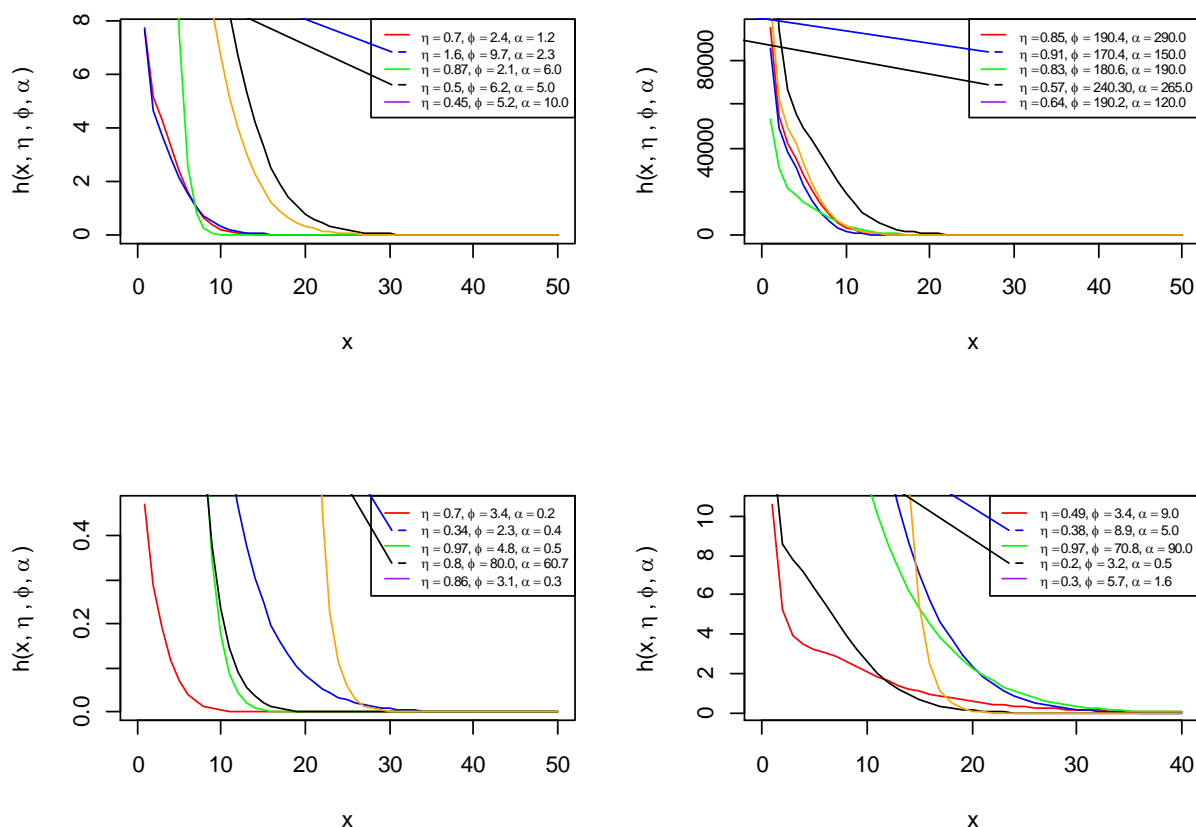 h(x, η , ϕ , α )
8
6
4
2
0
η = 0.7, ϕ = 2.4, α = 1.2
η = 1.6, ϕ = 9.7, α = 2.3
η = 0.87, ϕ = 2.1, α = 6.0
η = 0.5, ϕ = 6.2, α = 5.0
η = 0.45, ϕ = 5.2, α = 10.0
0 10 20 30 40 50
x
h(x, η , ϕ , α )
80000
40000
0
η = 0.85, ϕ = 190.4, α = 290.0
η = 0.91, ϕ = 170.4, α = 150.0
η = 0.83, ϕ = 180.6, α = 190.0
η = 0.57, ϕ = 240.30, α = 265.0
η = 0.64, ϕ = 190.2, α = 120.0
0 10 20 30 40 50
x
h(x, η , ϕ , α )
0.4
0.2
0.0
η = 0.7, ϕ = 3.4, α = 0.2
η = 0.34, ϕ = 2.3, α = 0.4
η = 0.97, ϕ = 4.8, α = 0.5
η = 0.8, ϕ = 80.0, α = 60.7
η = 0.86, ϕ = 3.1, α = 0.3
0 10 20 30 40 50
x
h(x, η , ϕ , α )
10
8
6
4
2
0
η = 0.49, ϕ = 3.4, α = 9.0
η = 0.38, ϕ = 8.9, α = 5.0
η = 0.97, ϕ = 70.8, α = 90.0
η = 0.2, ϕ = 3.2, α = 0.5
η = 0.3, ϕ = 5.7, α = 1.6
0 10 20 30 40
x